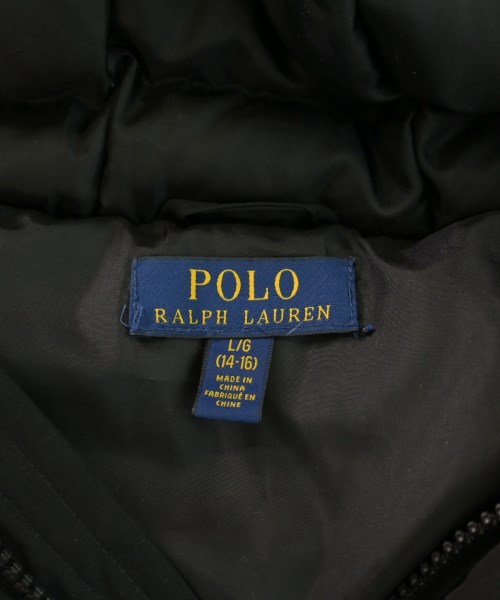 POLO
RALPH LAUREN
L/G
(14-16)
MADE IN
CHINA
FABRIQUÉ EN
CHINE